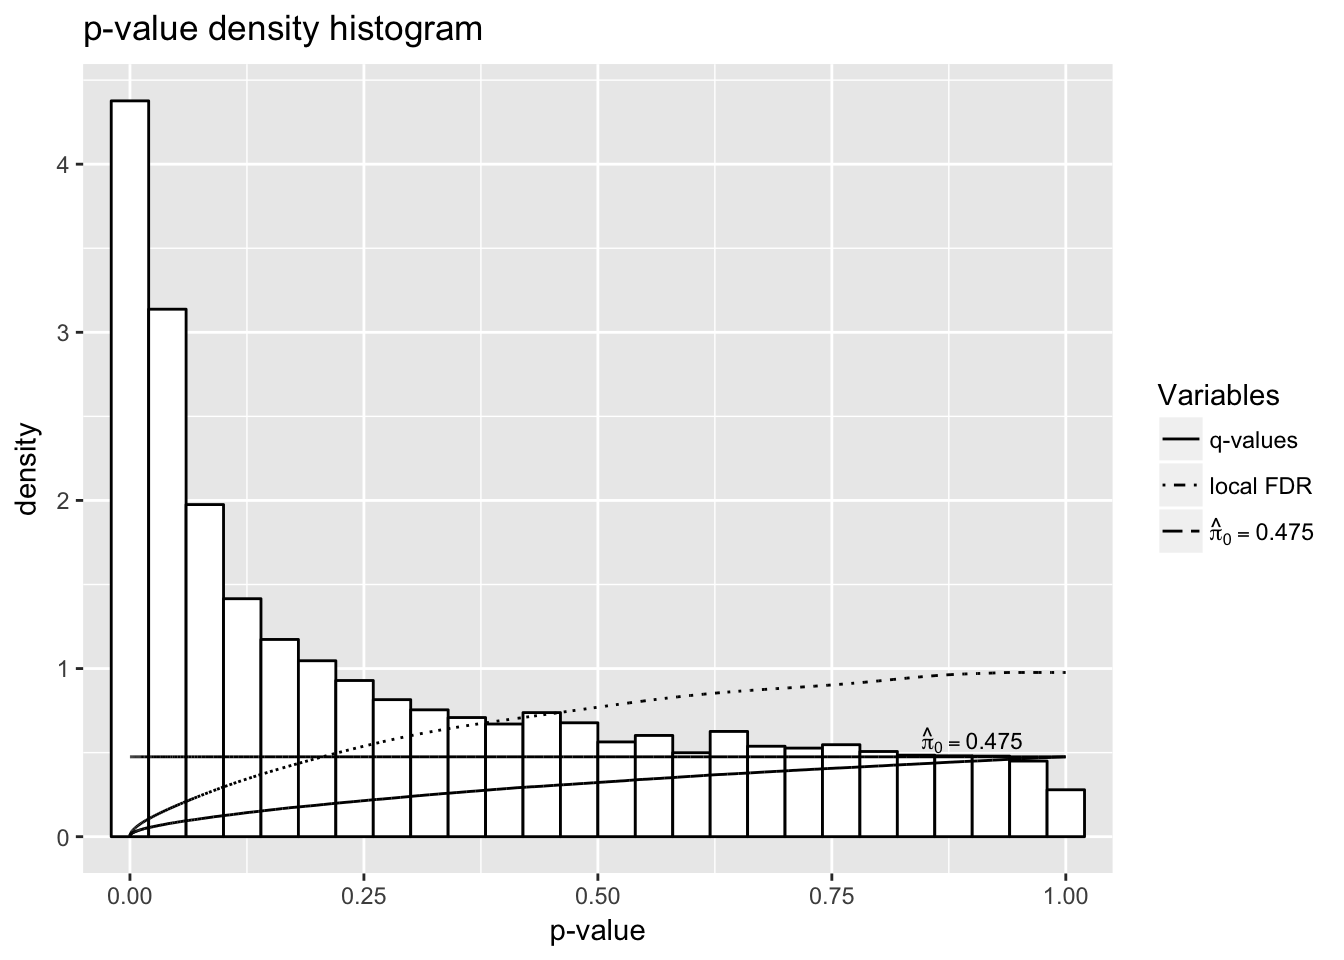 p-value density histogram
density
4
3
2
1
0
0.00 0.25 0.50 0.75 1.00
p-value
π̂₀ = 0.475
Variables
q-values
local FDR
π̂₀ = 0.475